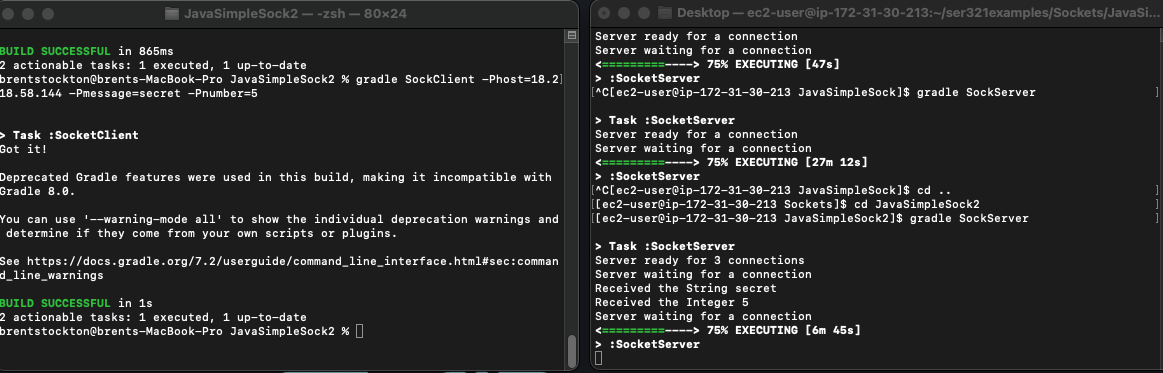 JavaSimpleSock2 — -zsh — 80×24
BUILD SUCCESSFUL in 865ms
2 actionable tasks: 1 executed, 1 up-to-date
brentstockton@brents-MacBook-Pro JavaSimpleSock2 % gradle SockClient -Phost=18.2]
18.58.144 -Pmessage=secret -Pnumber=5
> Task :SocketClient
Got it!
Deprecated Gradle features were used in this build, making it incompatible with
Gradle 8.0.
You can use '--warning-mode all' to show the individual deprecation warnings and
determine if they come from your own scripts or plugins.
See https://docs.gradle.org/7.2/userguide/command_line_interface.html#sec:comman
d_line_warnings
BUILD SUCCESSFUL in 1s
2 actionable tasks: 1 executed, 1 up-to-date
brentstockton@brents-MacBook-Pro JavaSimpleSock2 %
Desktop — ec2-user@ip-172-31-30-213:~/ser321examples/Sockets/JavaSi...
Server ready for a connection
Server waiting for a connection
<=========----> 75% EXECUTING [47s]
> :SocketServer
[^C[ec2-user@ip-172-31-30-213 JavaSimpleSock]$ gradle SockServer ]
> Task :SocketServer
Server ready for a connection
Server waiting for a connection
<=========----> 75% EXECUTING [27m 12s]
> :SocketServer
[^C[ec2-user@ip-172-31-30-213 JavaSimpleSock]$ cd .. ]
[[ec2-user@ip-172-31-30-213 Sockets]$ cd JavaSimpleSock2 ]
[[ec2-user@ip-172-31-30-213 JavaSimpleSock2]$ gradle SockServer ]
> Task :SocketServer
Server ready for 3 connections
Server waiting for a connection
Received the String secret
Received the Integer 5
Server waiting for a connection
<=========----> 75% EXECUTING [6m 45s]
> :SocketServer